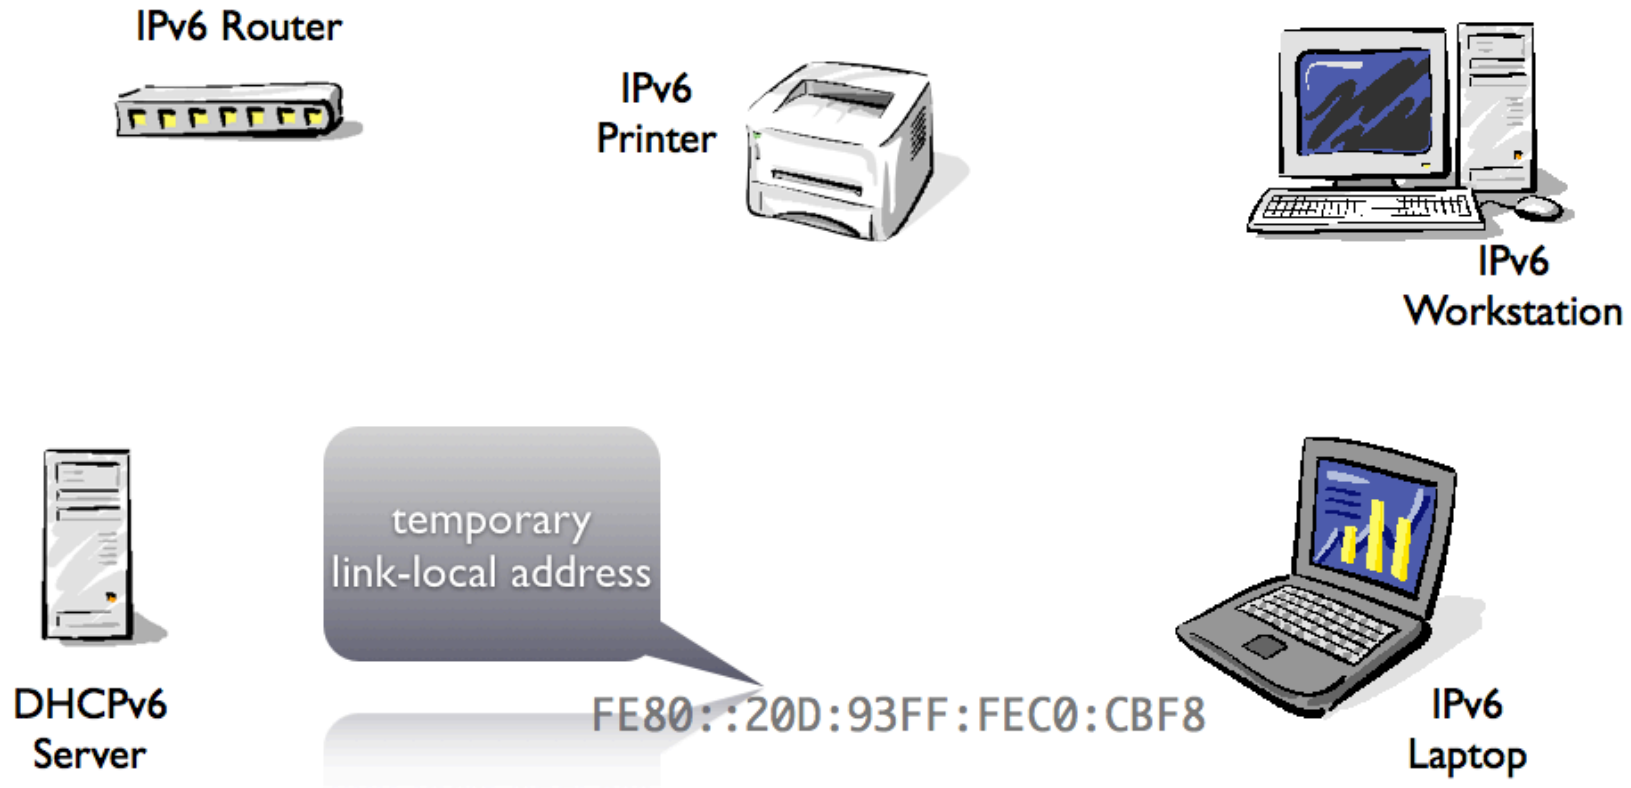 IPv6 Router
IPv6
Printer
IPv6
Workstation
temporary
link-local address
FE80::20D:93FF:FEC0:CBF8
DHCPv6
Server
IPv6
Laptop